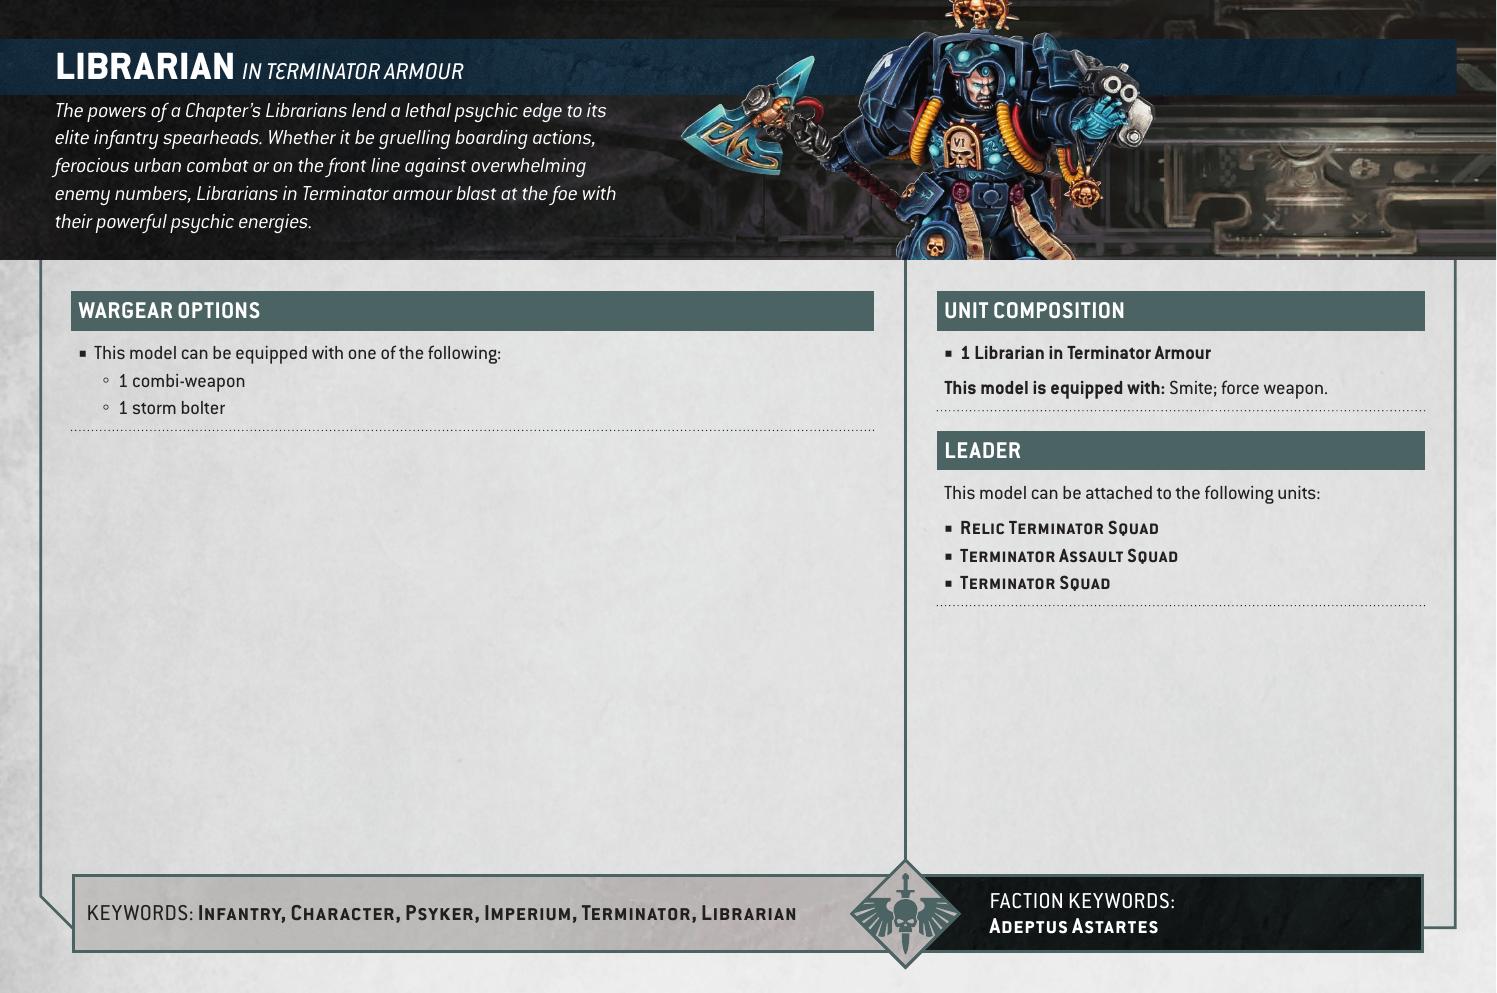 LIBRARIAN IN TERMINATOR ARMOUR
The powers of a Chapter's Librarians lend a lethal psychic edge to its
elite infantry spearheads. Whether it be gruelling boarding actions,
ferocious urban combat or on the front line against overwhelming
enemy numbers, Librarians in Terminator armour blast at the foe with
their powerful psychic energies.
VI
WARGEAR OPTIONS
▪ This model can be equipped with one of the following:
◦ 1 combi-weapon
◦ 1 storm bolter
UNIT COMPOSITION
▪ 1 Librarian in Terminator Armour
This model is equipped with: Smite; force weapon.
LEADER
This model can be attached to the following units:
▪ Relic Terminator Squad
▪ Terminator Assault Squad
▪ Terminator Squad
KEYWORDS: Infantry, Character, Psyker, Imperium, Terminator, Librarian
FACTION KEYWORDS:
Adeptus Astartes